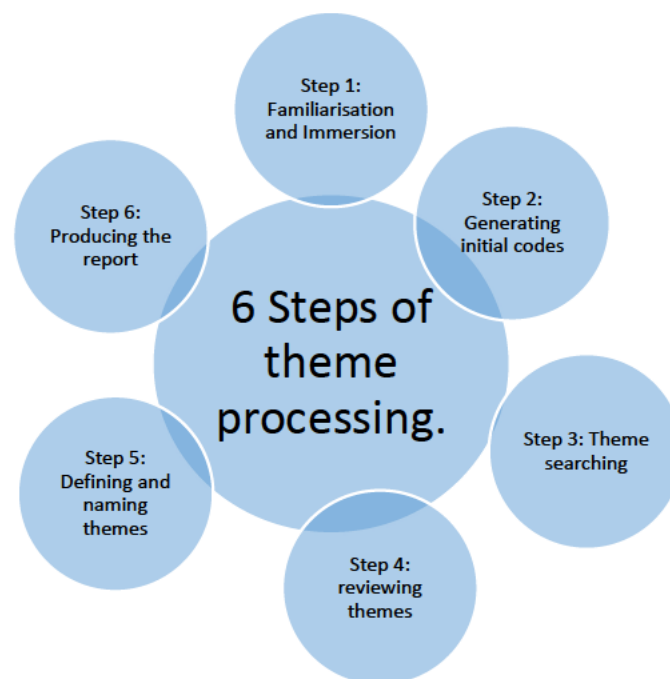 Step 1:
Familiarisation
and Immersion
Step 2:
Generating
initial codes
Step 3: Theme
searching
Step 4:
reviewing
themes
Step 5:
Defining and
naming
themes
Step 6:
Producing the
report
6 Steps of
theme
processing.